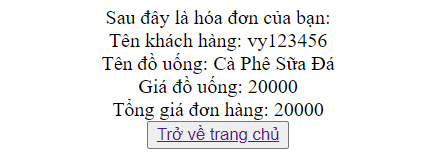 Sau đây là hóa đơn của bạn:
Tên khách hàng: vy123456
Tên đồ uống: Cà Phê Sữa Đá
Giá đồ uống: 20000
Tổng giá đơn hàng: 20000
Trở về trang chủ